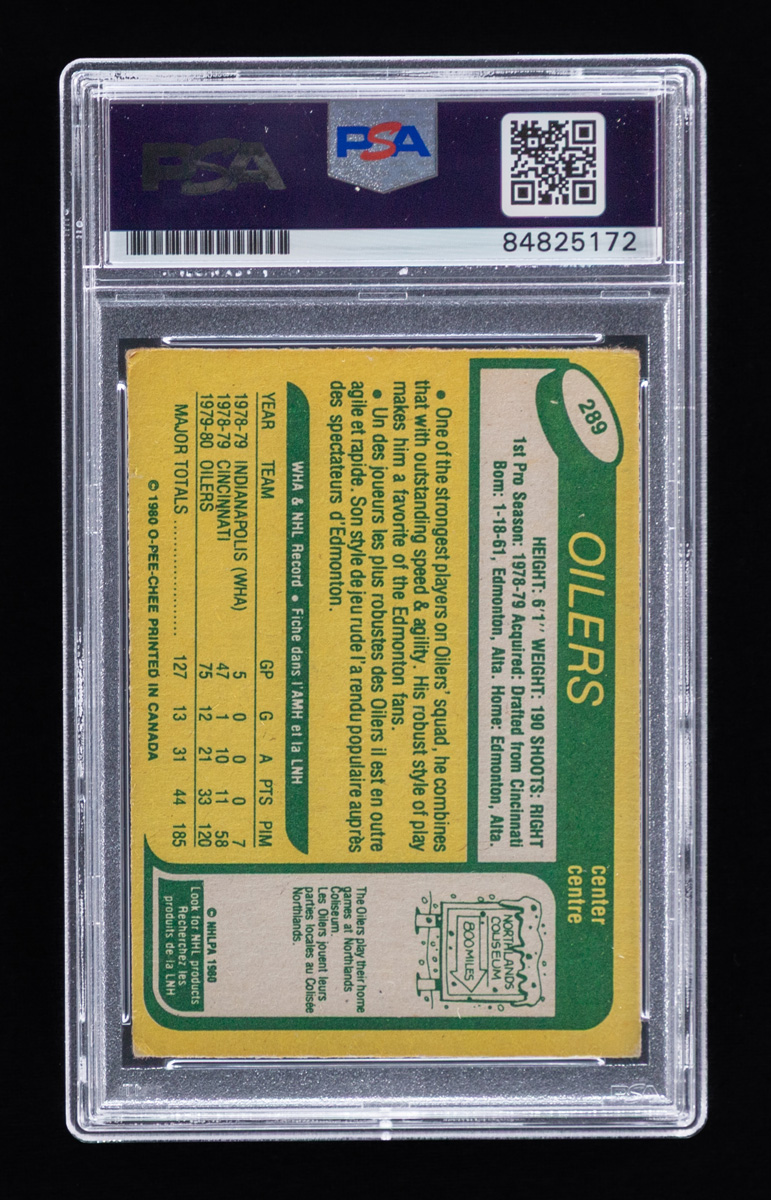 PSA
PSA
84825172
289
OILERS
center
centre
HEIGHT: 6'1'' WEIGHT: 190 SHOOTS: RIGHT
1st Pro Season: 1978-79 Acquired: Drafted from Cincinnati
Born: 1-18-61, Edmonton, Alta. Home: Edmonton, Alta.
• One of the strongest players on Oilers' squad, he combines
that with outstanding speed & agility. His robust style of play
makes him a favorite of the Edmonton fans.
• Un des joueurs les plus robustes des Oilers il est en outre
agile et rapide. Son style de jeu rude l'a rendu populaire auprès
des spectateurs d'Edmonton.
WHA & NHL Record • Fiche dans l'AMH et la LNH
YEAR TEAM GP G A PTS PIM
1978-79 INDIANAPOLIS (WHA) 5 0 0 0 7
1978-79 CINCINNATI 47 1 10 11 58
1979-80 OILERS 75 12 21 33 120
MAJOR TOTALS .................... 127 13 31 44 185
© 1980 O-PEE-CHEE PRINTED IN CANADA
NORTHLANDS
COLISEUM
800 MILES
The Oilers play their home
games at Northlands
Coliseum.
Les Oilers jouent leurs
parties locales au Colisée
Northlands.
© NHLPA 1980
Look for NHL products
Recherchez les
produits de la LNH
PSA